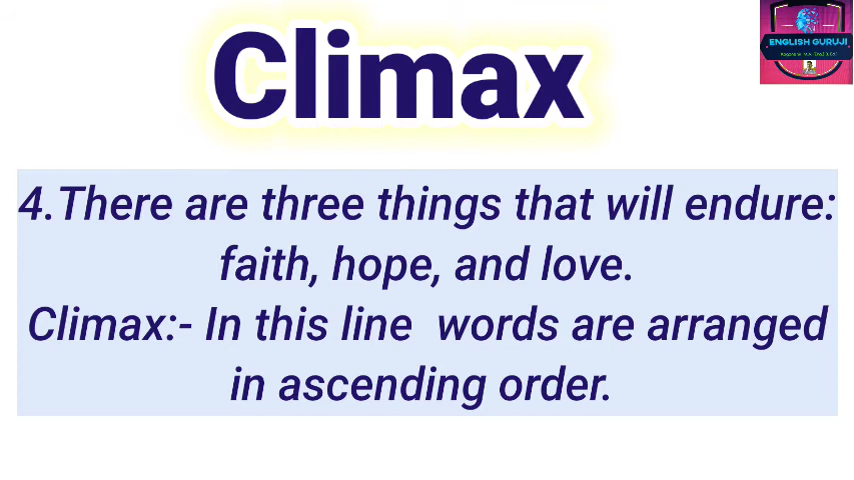 Climax
ENGLISH GURUJI
4.There are three things that will endure:
faith, hope, and love.
Climax:- In this line words are arranged
in ascending order.